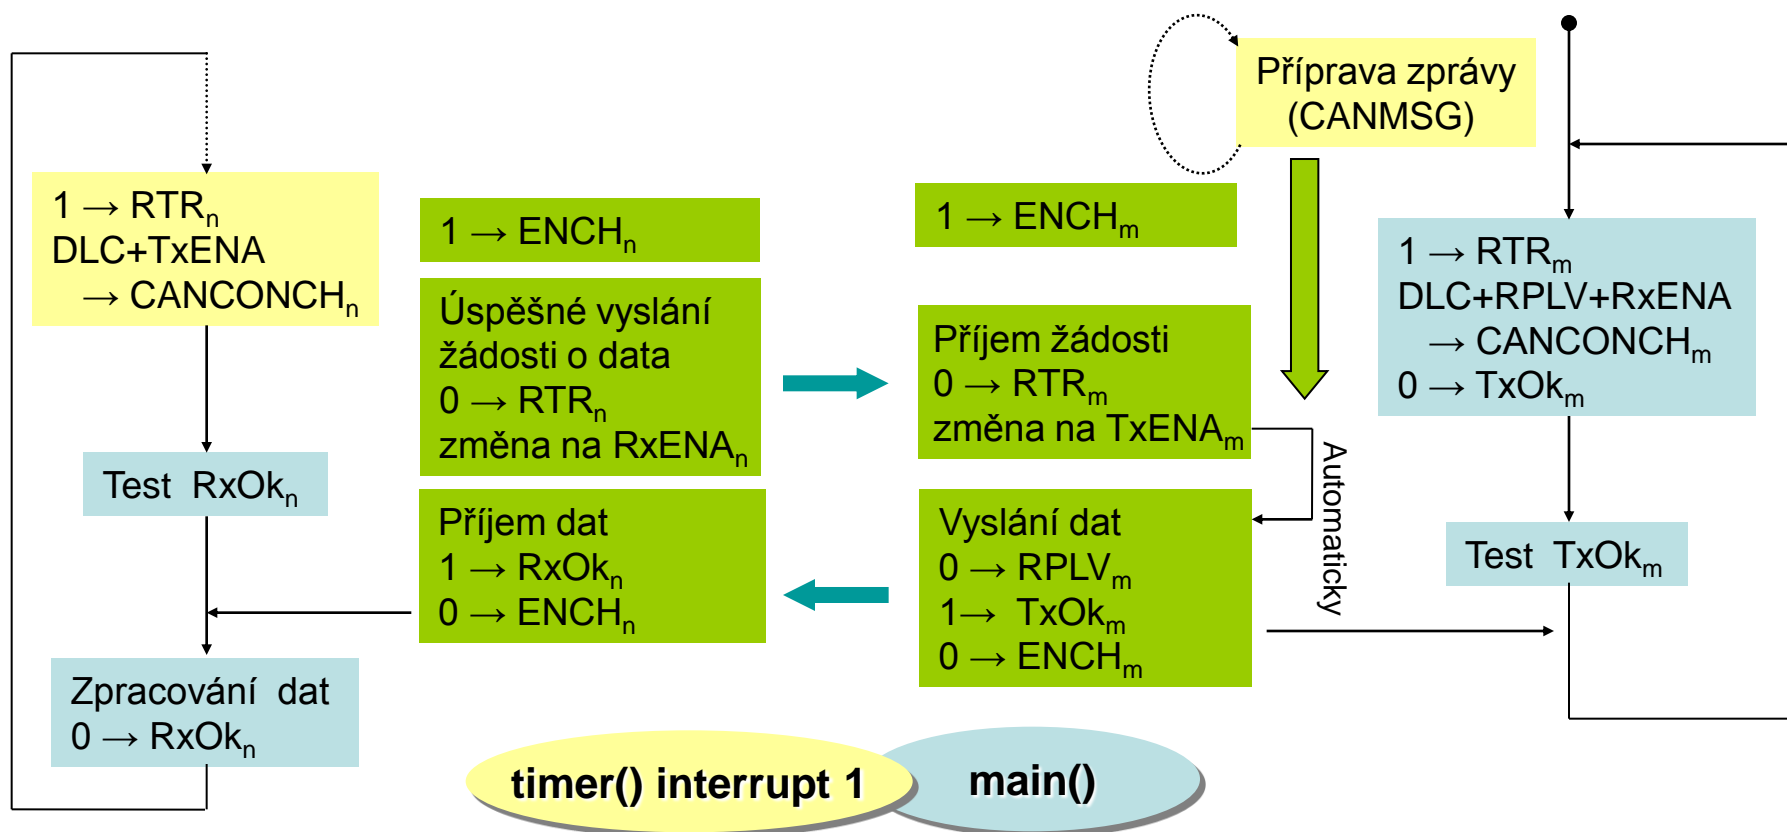 Příprava zprávy
(CANMSG)
1 → RTRn
DLC+TxENA
→ CANCONCHn
1 → ENCHn
1 → ENCHm
1 → RTRm
DLC+RPLV+RxENA
→ CANCONCHm
0 → TxOkm
Úspěšné vyslání
žádosti o data
0 → RTRn
změna na RxENAn
Příjem žádosti
0 → RTRm
změna na TxENAm
Automaticky
Test RxOkn
Příjem dat
1 → RxOkn
0 → ENCHn
Vyslání dat
0 → RPLVm
1→ TxOkm
0 → ENCHm
Test TxOkm
Zpracování dat
0 → RxOkn
timer() interrupt 1
main()